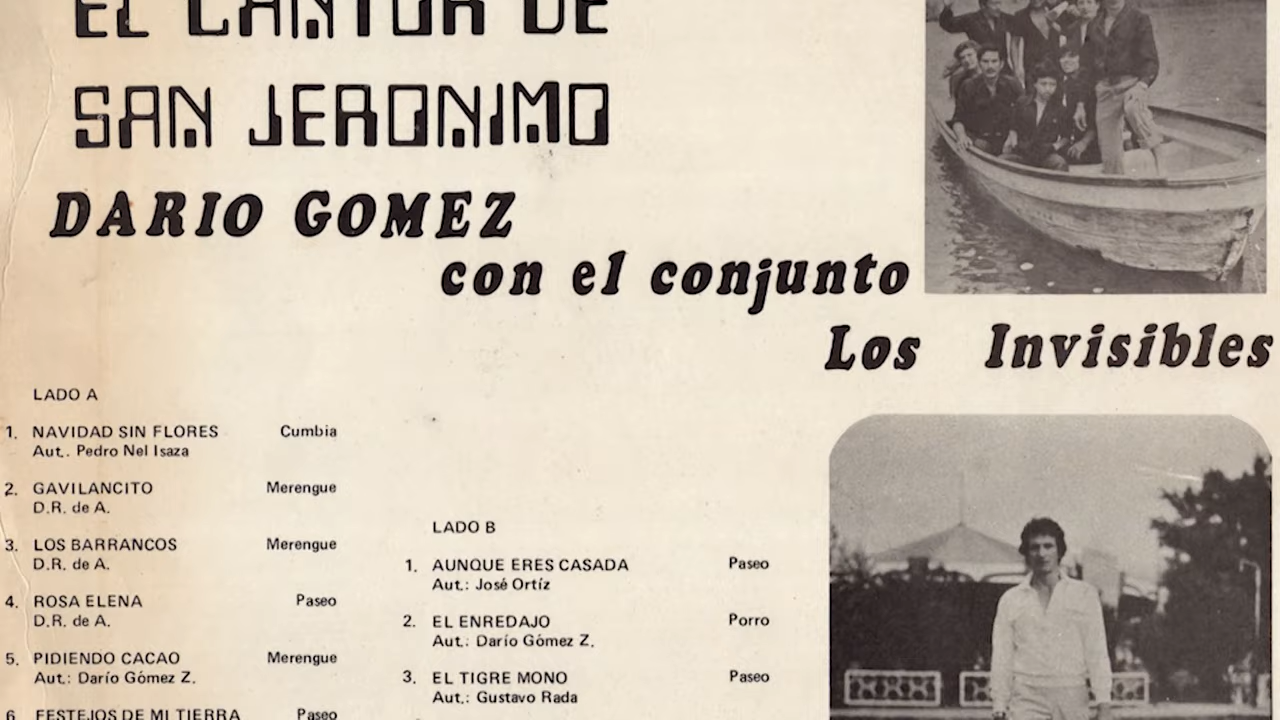 EL CANTOR DE
SAN JERONIMO
DARIO GOMEZ
con el conjunto
Los Invisibles
LADO A
1. NAVIDAD SIN FLORES Cumbia
Aut.. Pedro Nel Isaza
2. GAVILANCITO Merengue
D.R. de A.
3. LOS BARRANCOS Merengue
D.R. de A.
4. ROSA ELENA Paseo
D.R. de A.
5. PIDIENDO CACAO Merengue
Aut.: Darío Gómez Z.
6 FESTEJOS DE MI TIERRA Paseo
LADO B
1. AUNQUE ERES CASADA Paseo
Aut.: José Ortíz
2. EL ENREDAJO Porro
Aut.: Darío Gómez Z.
3. EL TIGRE MONO Paseo
Aut.: Gustavo Rada